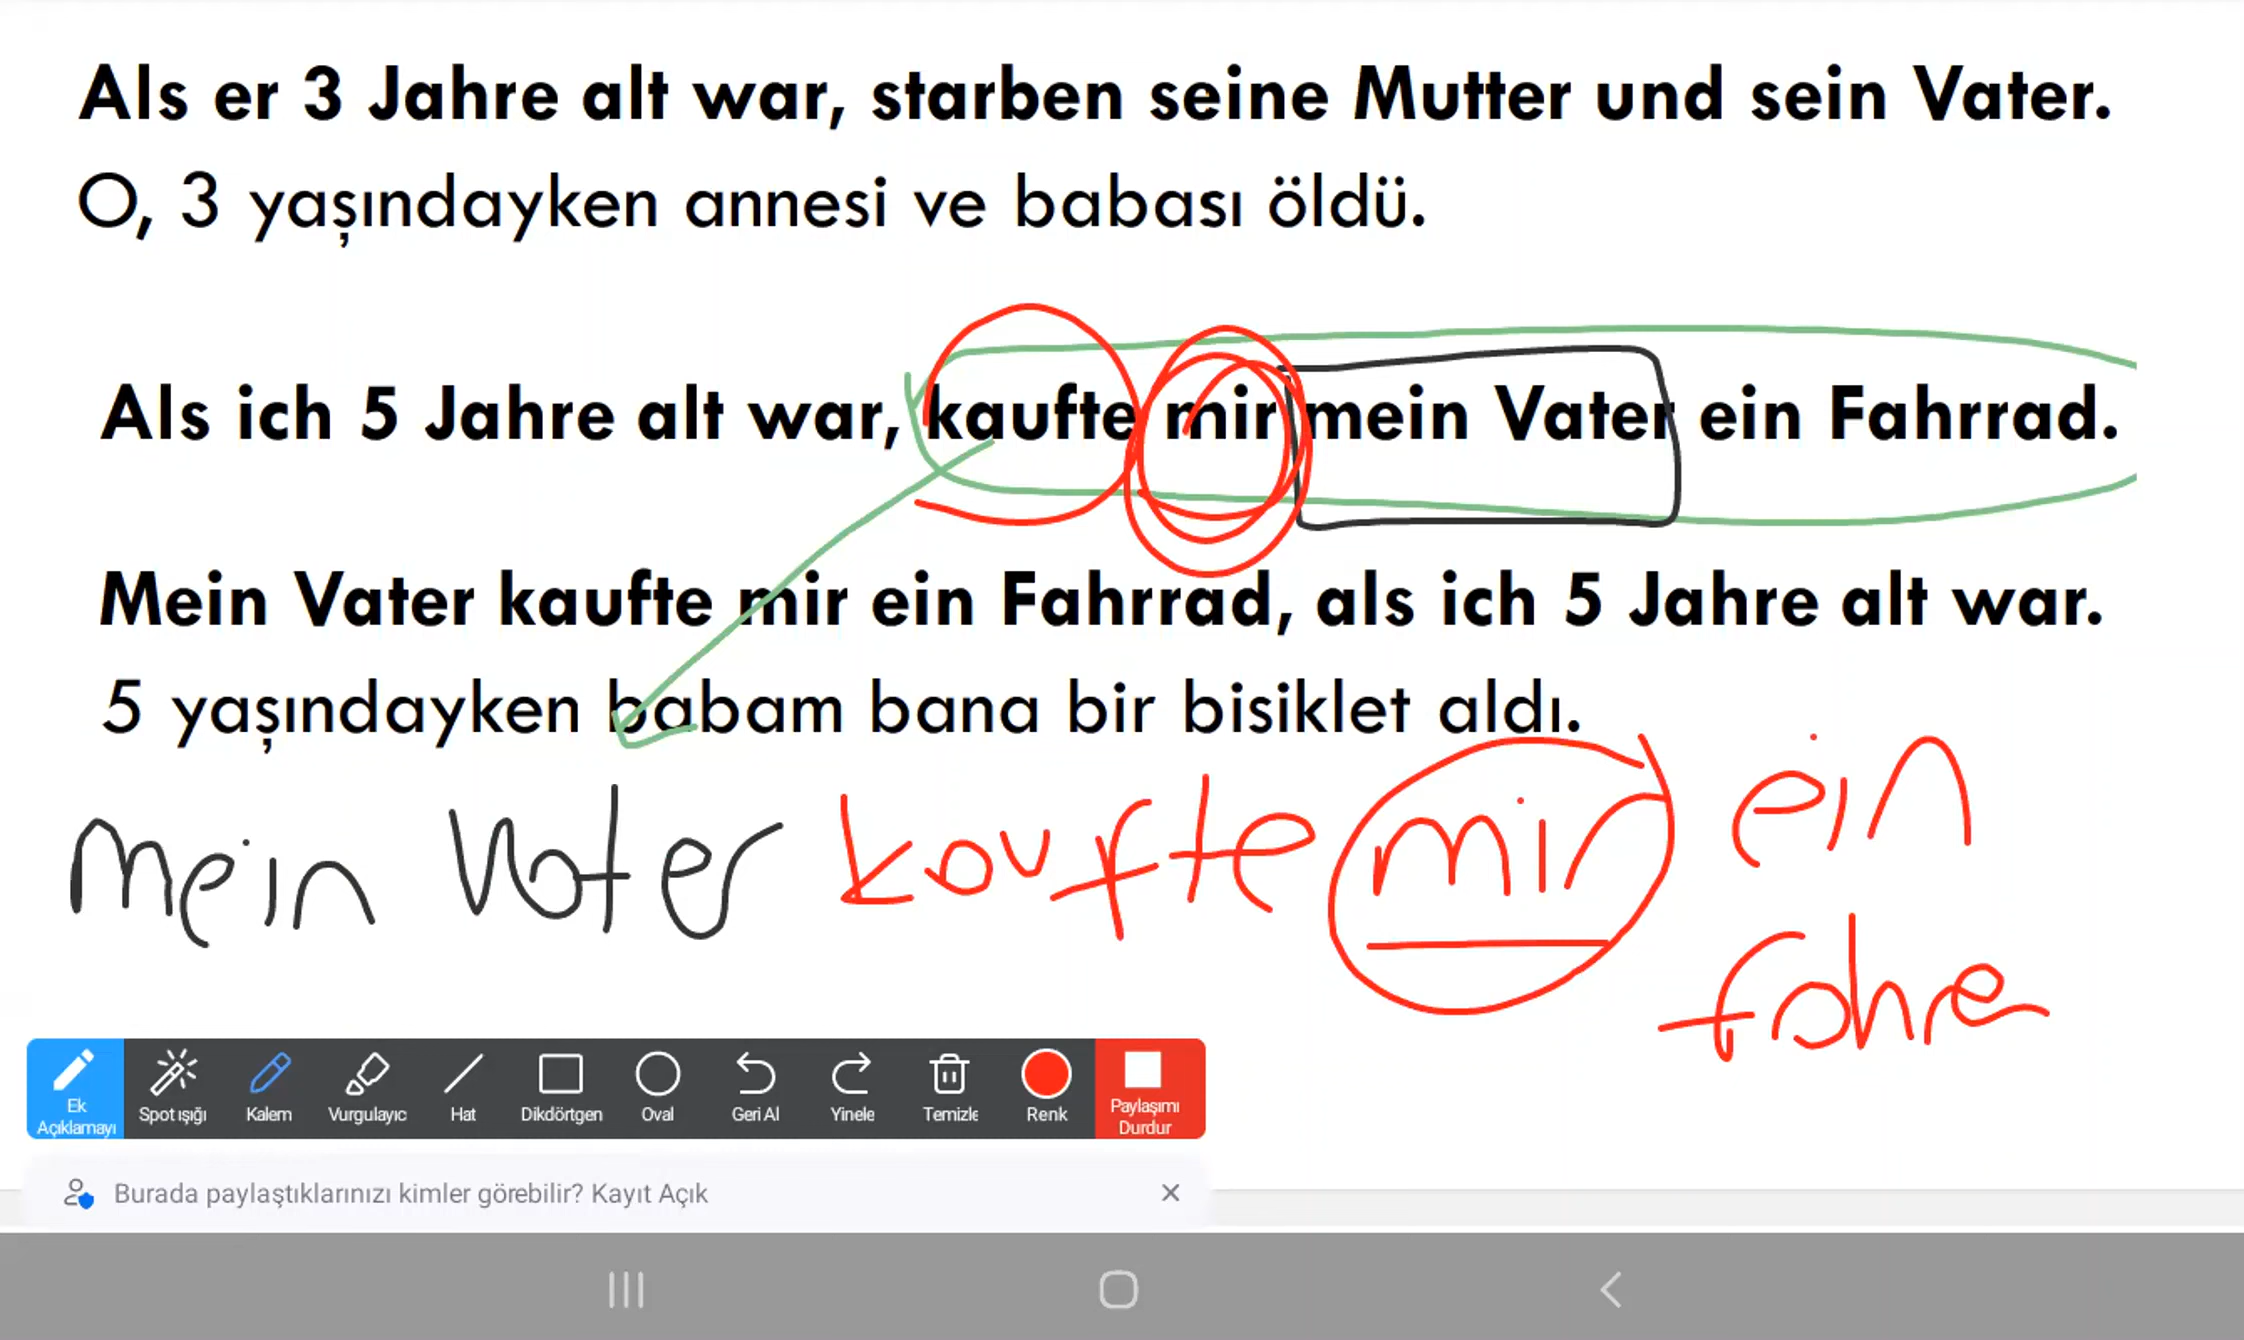 Als er 3 Jahre alt war, starben seine Mutter und sein Vater.
O, 3 yaşındayken annesi ve babası öldü.
Als ich 5 Jahre alt war, kaufte mir mein Vater ein Fahrrad.
Mein Vater kaufte mir ein Fahrrad, als ich 5 Jahre alt war.
5 yaşındayken babam bana bir bisiklet aldı.
mein Vater kaufte mir ein
Ek Açıklamayı Spot ışığı Kalem Vurgulayıc Hat Dikdörtgen Oval Geri Al Yinele Temizle Renk Paylaşımı Durdur
Burada paylaştıklarınızı kimler görebilir? Kayıt Açık